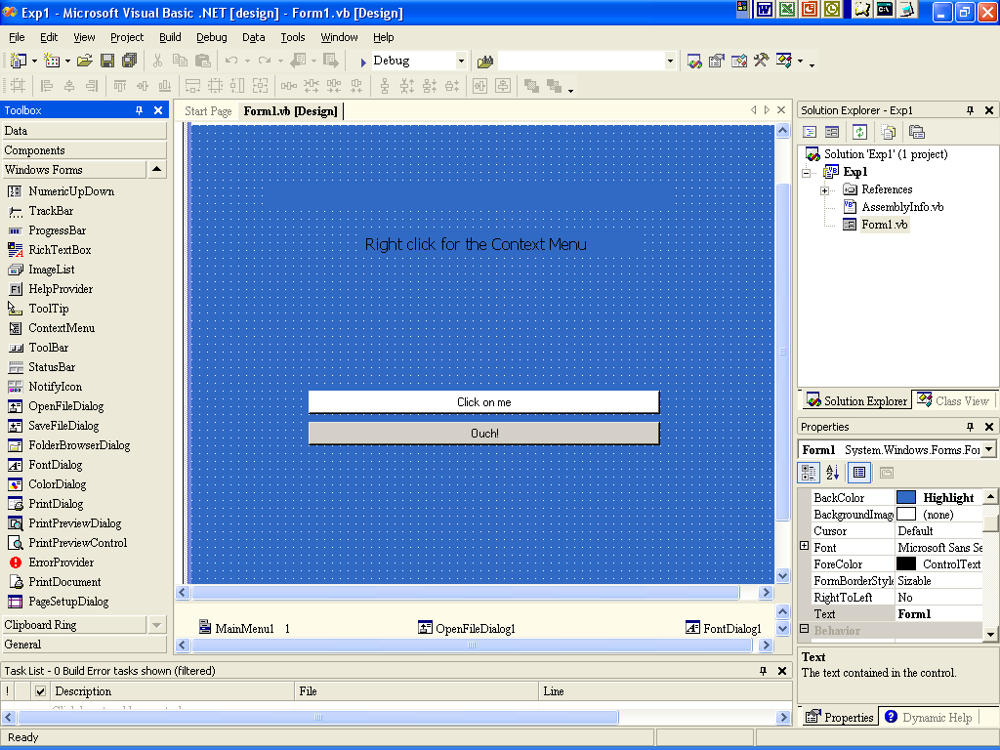 Exp1 - Microsoft Visual Basic .NET [design] - Form1.vb [Design]
File Edit View Project Build Debug Data Tools Window Help
Debug
Toolbox
Data
Components
Windows Forms
NumericUpDown
TrackBar
ProgressBar
RichTextBox
ImageList
HelpProvider
ToolTip
ContextMenu
ToolBar
StatusBar
NotifyIcon
OpenFileDialog
SaveFileDialog
FolderBrowserDialog
FontDialog
ColorDialog
PrintDialog
PrintPreviewDialog
PrintPreviewControl
ErrorProvider
PrintDocument
PageSetupDialog
Clipboard Ring
General
Start Page Form1.vb [Design]
Right click for the Context Menu
Click on me
Ouch!
MainMenu1 1 OpenFileDialog1 FontDialog1
Solution Explorer - Exp1
Solution 'Exp1' (1 project)
Exp1
References
AssemblyInfo.vb
Form1.vb
Solution Explorer Class View
Properties
Form1 System.Windows.Forms.For
BackColor Highlight
BackgroundImag (none)
Cursor Default
Font Microsoft Sans Se
ForeColor ControlText
FormBorderStyle Sizable
RightToLeft No
Text Form1
Behavior
Text
The text contained in the control.
Properties Dynamic Help
Task List - 0 Build Error tasks shown (filtered)
! Description File Line
Ready